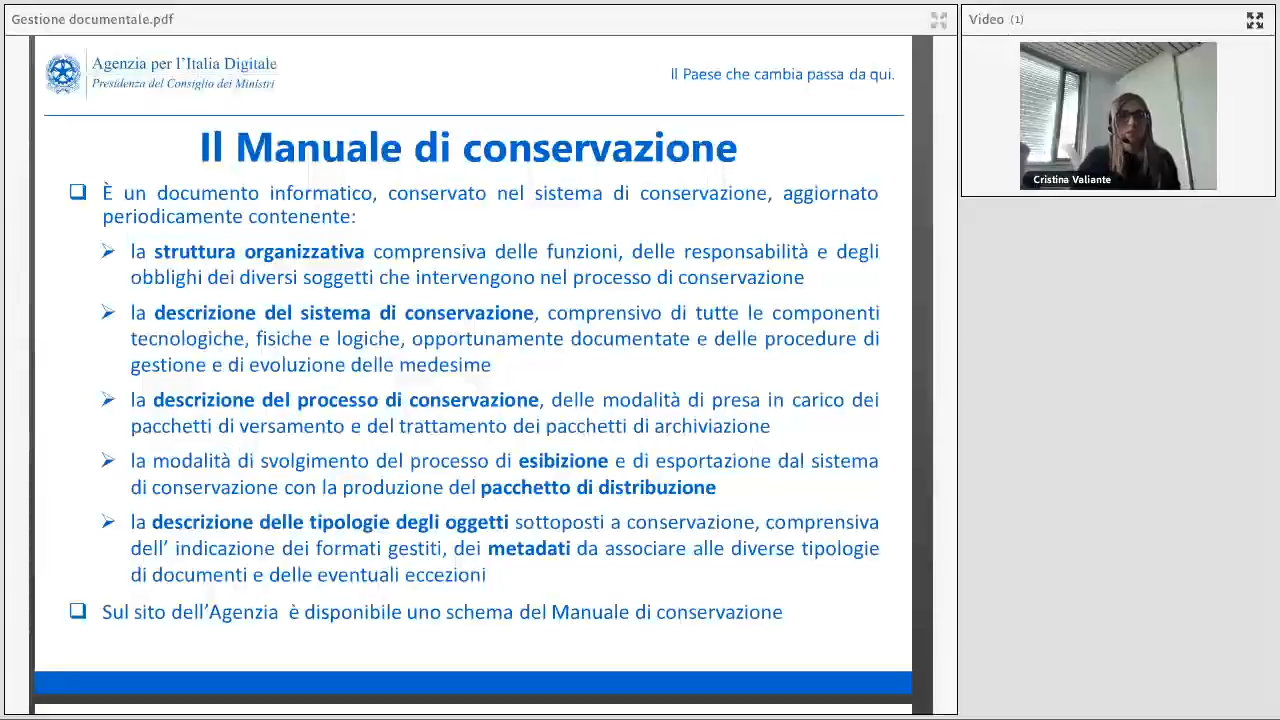 Gestione documentale.pdf
Video (1)
Agenzia per l'Italia Digitale
Presidenza del Consiglio dei Ministri
Il Paese che cambia passa da qui.
Cristina Valiante
Il Manuale di conservazione
È un documento informatico, conservato nel sistema di conservazione, aggiornato
periodicamente contenente:
la struttura organizzativa comprensiva delle funzioni, delle responsabilità e degli
obblighi dei diversi soggetti che intervengono nel processo di conservazione
la descrizione del sistema di conservazione, comprensivo di tutte le componenti
tecnologiche, fisiche e logiche, opportunamente documentate e delle procedure di
gestione e di evoluzione delle medesime
la descrizione del processo di conservazione, delle modalità di presa in carico dei
pacchetti di versamento e del trattamento dei pacchetti di archiviazione
la modalità di svolgimento del processo di esibizione e di esportazione dal sistema
di conservazione con la produzione del pacchetto di distribuzione
la descrizione delle tipologie degli oggetti sottoposti a conservazione, comprensiva
dell' indicazione dei formati gestiti, dei metadati da associare alle diverse tipologie
di documenti e delle eventuali eccezioni
Sul sito dell'Agenzia è disponibile uno schema del Manuale di conservazione